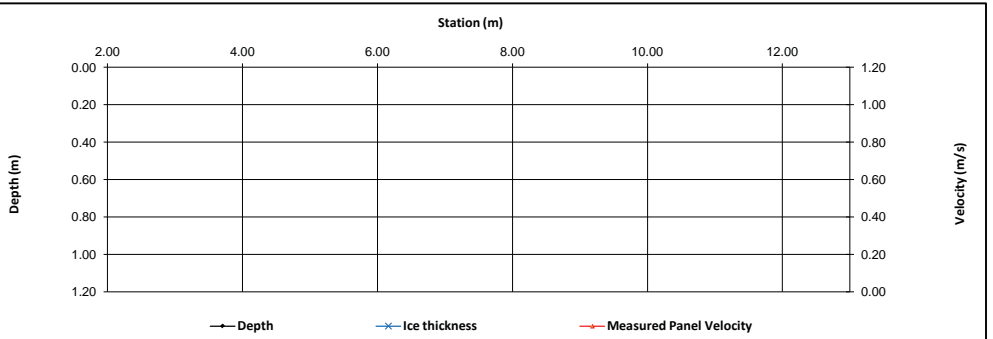 Station (m)
2.00 4.00 6.00 8.00 10.00 12.00
0.00 1.20
0.20 1.00
0.40 0.80
0.60 0.60
0.80 0.40
1.00 0.20
1.20 0.00
Depth (m)
Velocity (m/s)
Depth Ice thickness Measured Panel Velocity